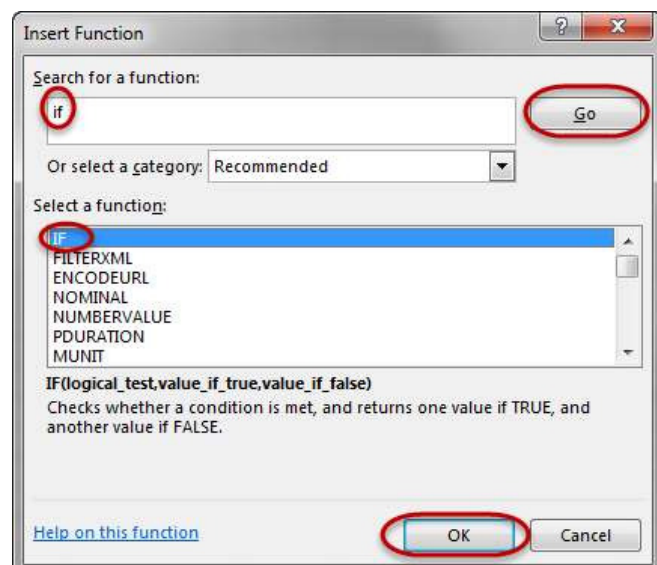 Insert Function
?
Search for a function:
if
Go
Or select a category: Recommended
Select a function:
IF
FILTERXML
ENCODEURL
NOMINAL
NUMBERVALUE
PDURATION
MUNIT
IF(logical_test,value_if_true,value_if_false)
Checks whether a condition is met, and returns one value if TRUE, and
another value if FALSE.
Help on this function
OK
Cancel